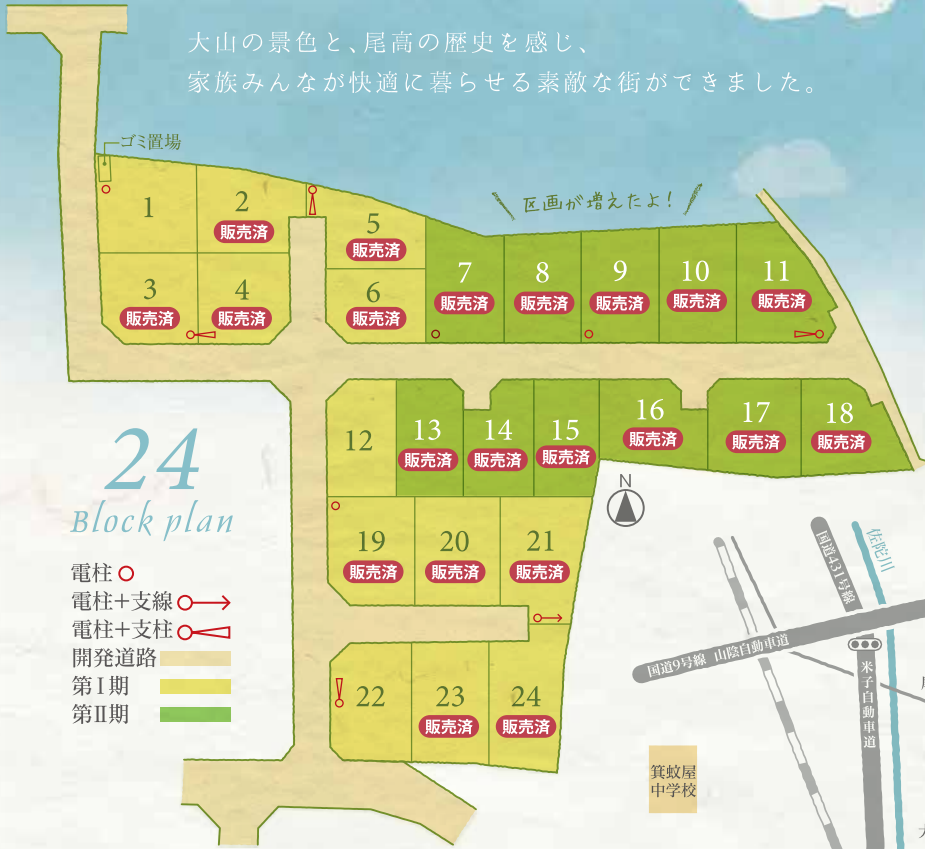 大山の景色と、尾高の歴史を感じ、
家族みんなが快適に暮らせる素敵な街ができました。
ゴミ置場
区画が増えたよ！
1
2
販売済
3
販売済
4
販売済
5
販売済
6
販売済
7
販売済
8
販売済
9
販売済
10
販売済
11
販売済
12
13
販売済
14
販売済
15
販売済
16
販売済
17
販売済
18
販売済
19
販売済
20
販売済
21
販売済
22
23
販売済
24
販売済
24
Block plan
電柱
電柱＋支線
電柱＋支柱
開発道路
第Ⅰ期
第Ⅱ期
N
国道431号線
佐陀川
国道9号線 山陰自動車道
米子自動車道
箕蚊屋
中学校